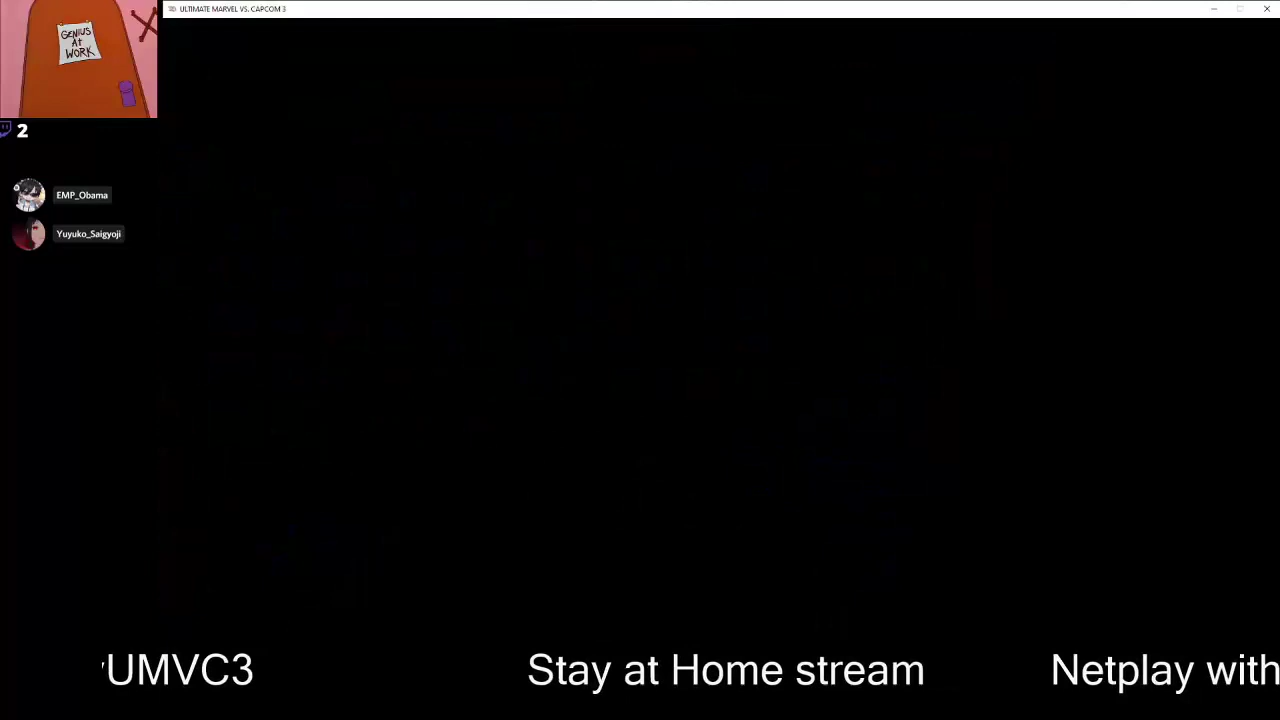 ULTIMATE MARVEL VS. CAPCOM 3
GENIUS
AT
WORK
2
EMP_Obama
Yuyuko_Saigyoji
UMVC3 Stay at Home stream Netplay with